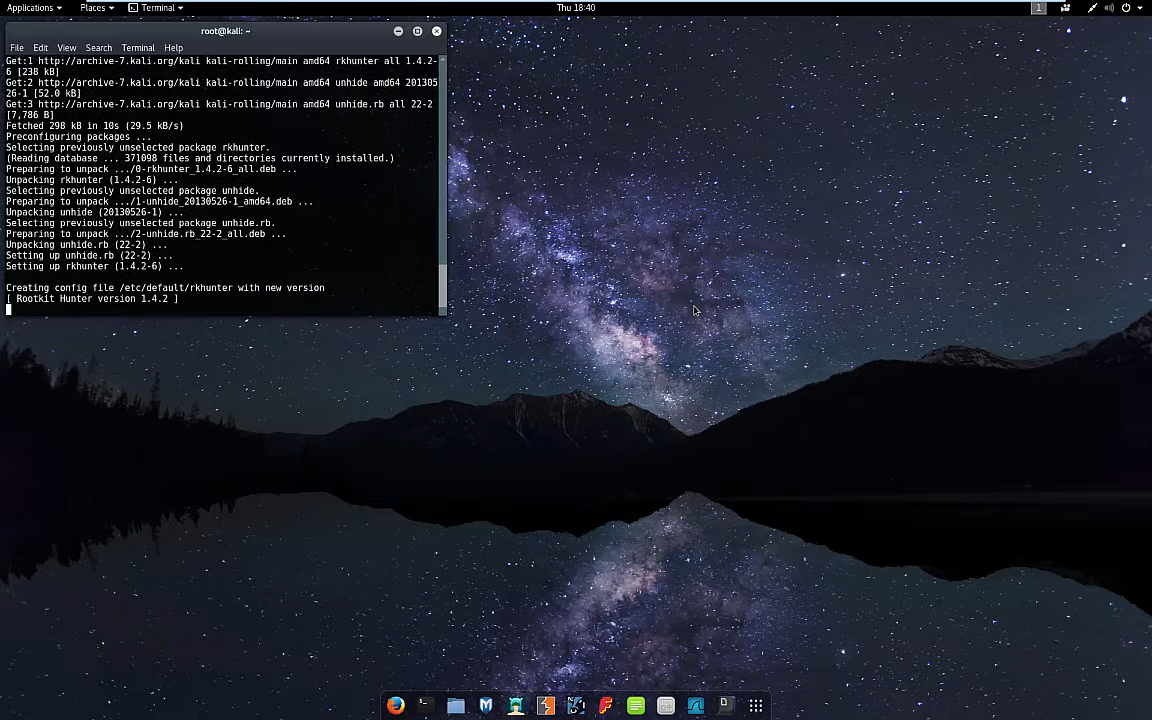 Applications Places Terminal Thu 18:40 1
root@kali: ~
File Edit View Search Terminal Help
Get:1 http://archive-7.kali.org/kali kali-rolling/main amd64 rkhunter all 1.4.2-
6 [238 kB]
Get:2 http://archive-7.kali.org/kali kali-rolling/main amd64 unhide amd64 201305
26-1 [52.0 kB]
Get:3 http://archive-7.kali.org/kali kali-rolling/main amd64 unhide.rb all 22-2
[7,786 B]
Fetched 298 kB in 10s (29.5 kB/s)
Preconfiguring packages ...
Selecting previously unselected package rkhunter.
(Reading database ... 371098 files and directories currently installed.)
Preparing to unpack .../0-rkhunter_1.4.2-6_all.deb ...
Unpacking rkhunter (1.4.2-6) ...
Selecting previously unselected package unhide.
Preparing to unpack .../1-unhide_20130526-1_amd64.deb ...
Unpacking unhide (20130526-1) ...
Selecting previously unselected package unhide.rb.
Preparing to unpack .../2-unhide.rb_22-2_all.deb ...
Unpacking unhide.rb (22-2) ...
Setting up unhide.rb (22-2) ...
Setting up rkhunter (1.4.2-6) ...
Creating config file /etc/default/rkhunter with new version
[ Rootkit Hunter version 1.4.2 ]